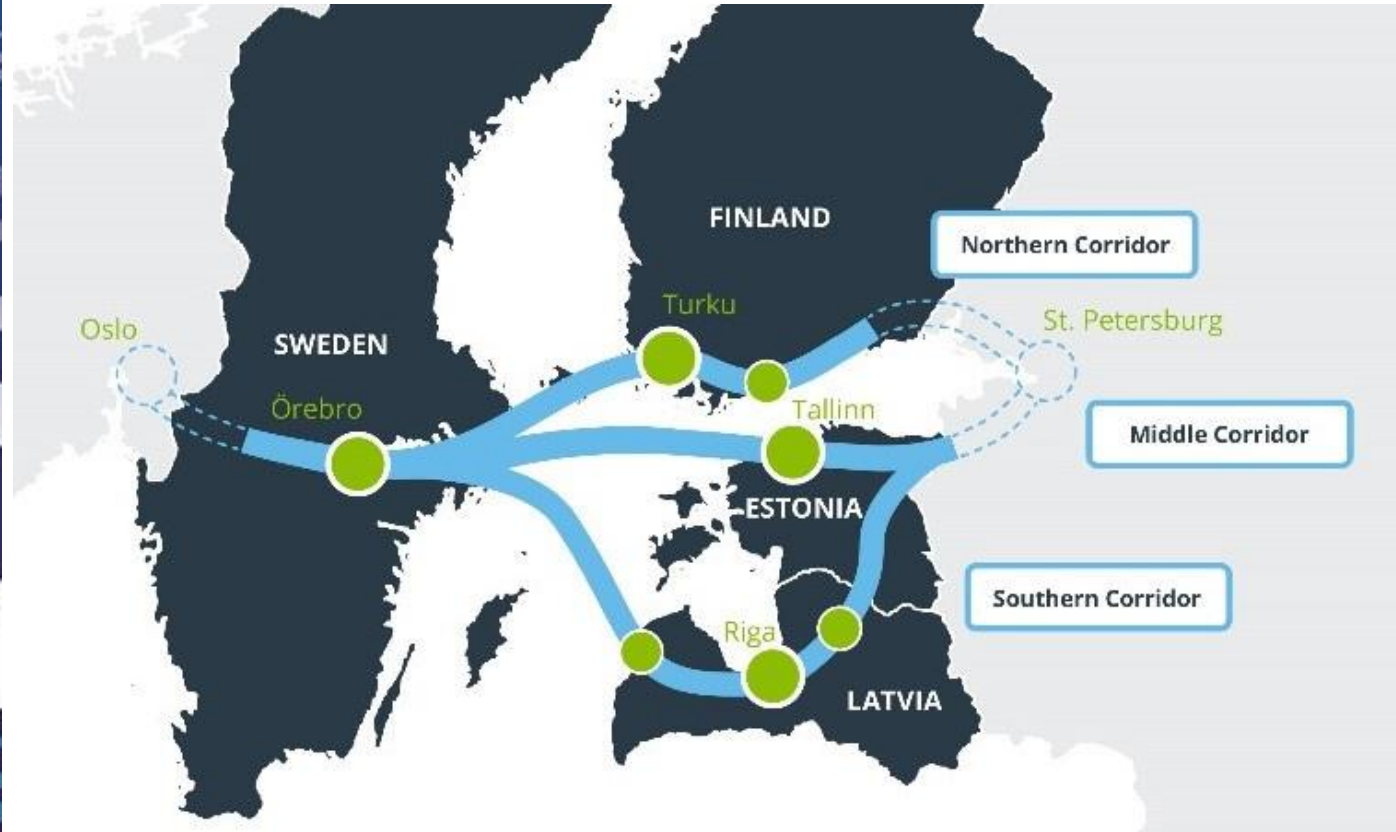 FINLAND
Northern Corridor
Turku
St. Petersburg
Oslo
SWEDEN
Örebro
Tallinn
Middle Corridor
ESTONIA
Southern Corridor
Riga
LATVIA